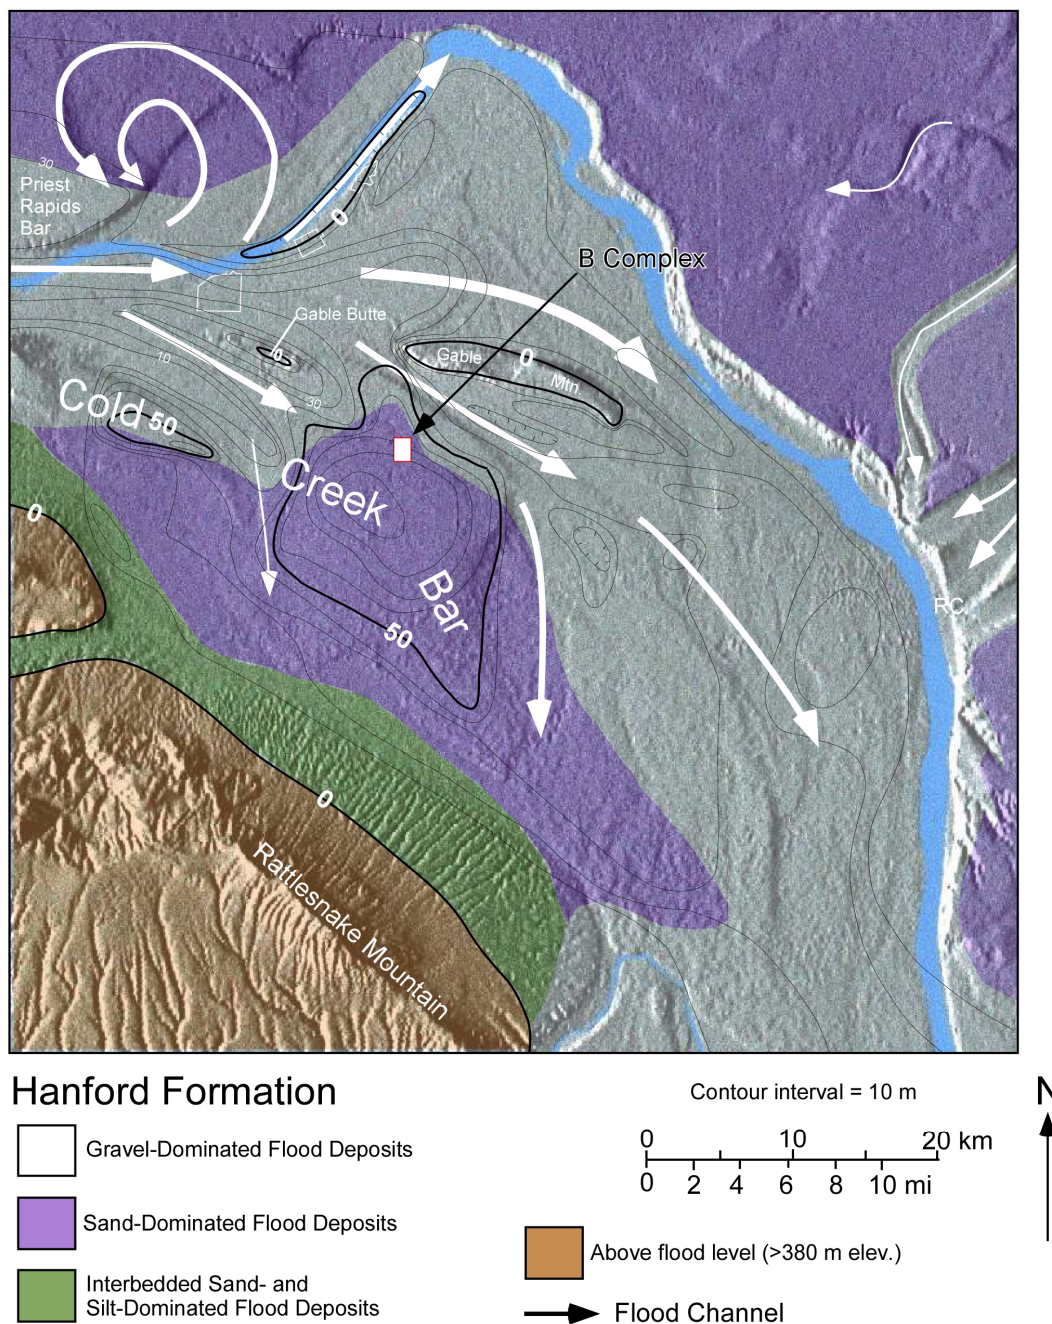 30
Priest
Rapids
Bar
0
B Complex
Gable Butte
0
Gable
0
Mtn
10
30
Cold
50
Creek
0
Bar
50
RC
0
Rattlesnake Mountain
Hanford Formation
Gravel-Dominated Flood Deposits
Sand-Dominated Flood Deposits
Interbedded Sand- and
Silt-Dominated Flood Deposits
Contour interval = 10 m
0 10 20 km
0 2 4 6 8 10 mi
N
Above flood level (>380 m elev.)
Flood Channel